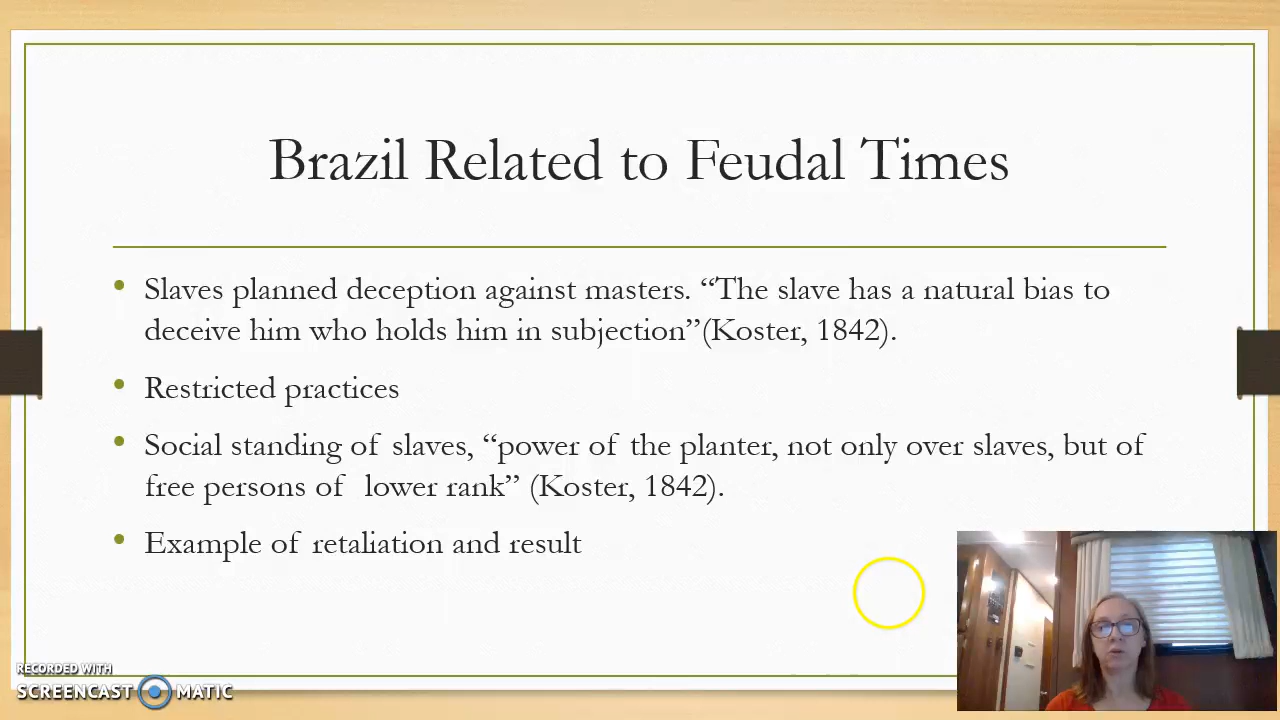 Brazil Related to Feudal Times
• Slaves planned deception against masters. “The slave has a natural bias to
deceive him who holds him in subjection”(Koster, 1842).
• Restricted practices
• Social standing of slaves, “power of the planter, not only over slaves, but of
free persons of lower rank” (Koster, 1842).
• Example of retaliation and result
RECORDED WITH
SCREENCAST MATIC